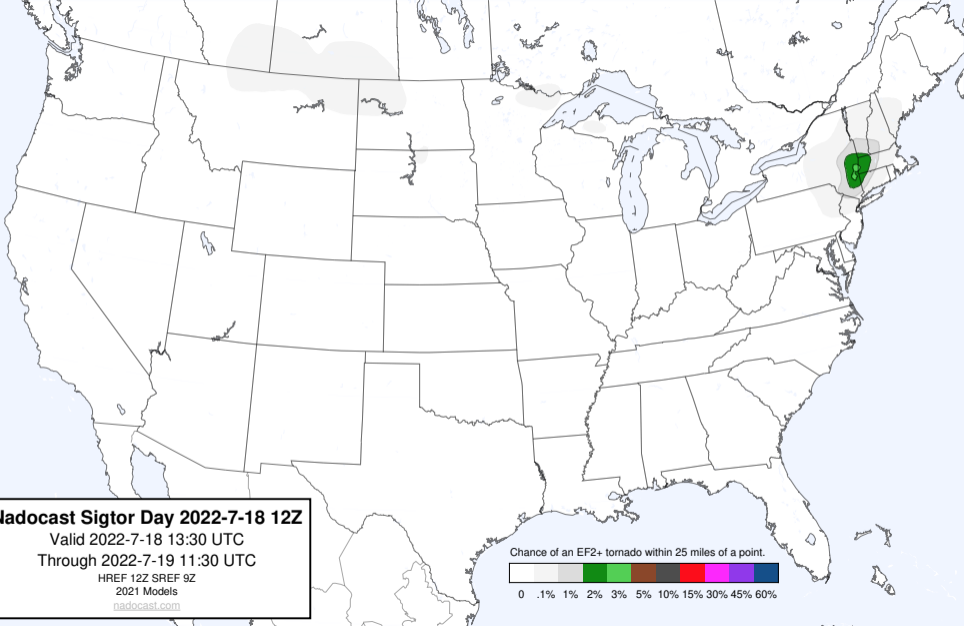 Nadocast Sigtor Day 2022-7-18 12Z
Valid 2022-7-18 13:30 UTC
Through 2022-7-19 11:30 UTC
HREF 12Z SREF 9Z
2021 Models
nadocast.com
Chance of an EF2+ tornado within 25 miles of a point.
0 .1% 1% 2% 3% 5% 10% 15% 30% 45% 60%